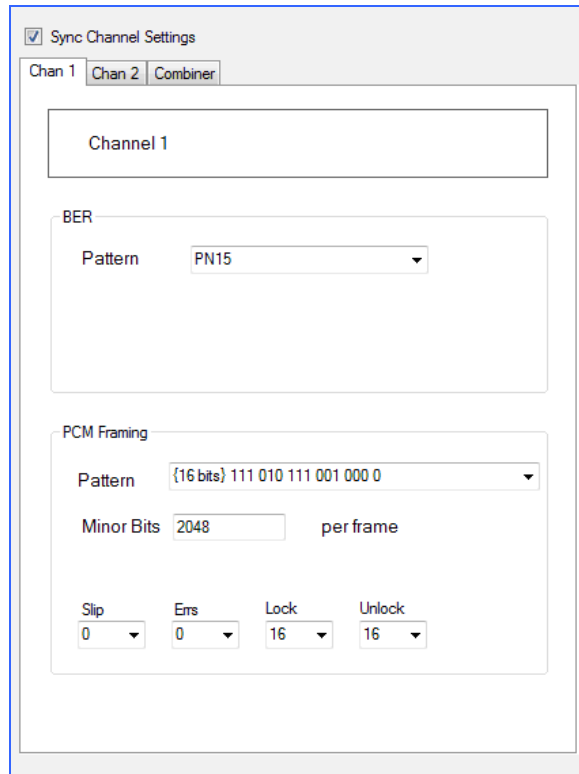 Sync Channel Settings
Chan 1 Chan 2 Combiner
Channel 1
BER
Pattern PN15
PCM Framing
Pattern {16 bits} 111 010 111 001 000 0
Minor Bits 2048 per frame
Slip Errs Lock Unlock
0 0 16 16